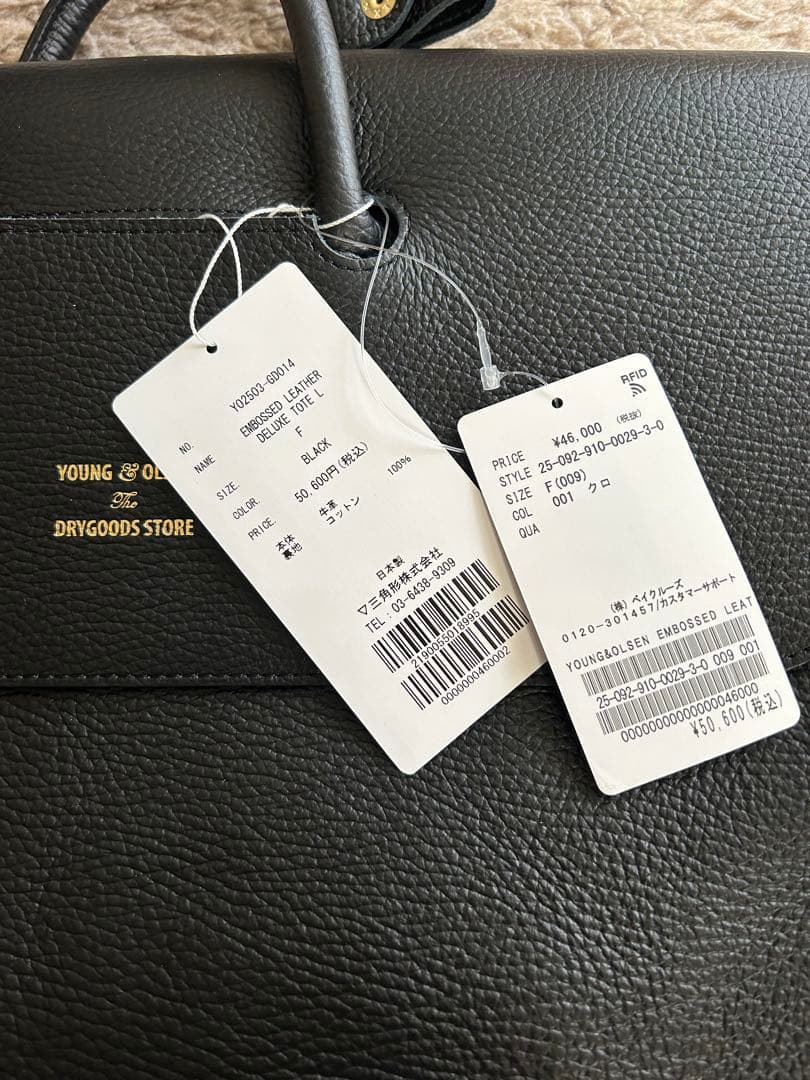 YOUNG & OL
The
DRYGOODS STORE
NO. YO2503-GD014
NAME EMBOSSED LEATHER
DELUXE TOTE L
SIZE. F
COLOR. BLACK
PRICE. 50,600円(税込)
本体 牛革 100%
裏地 コットン
日本製
▽三角形株式会社
TEL: 03-6438-9309
2190055018995
0000000460002
RFID
PRICE ¥46,000 (税抜)
STYLE 25-092-910-0029-3-0
SIZE F(009)
COL 001 クロ
QUA
(株) ベイクルーズ
0120-301457/カスタマーサポート
YOUNG&OLSEN EMBOSSED LEAT
25-092-910-0029-3-0 009 001
0000000000000046000
¥50,600(税込)